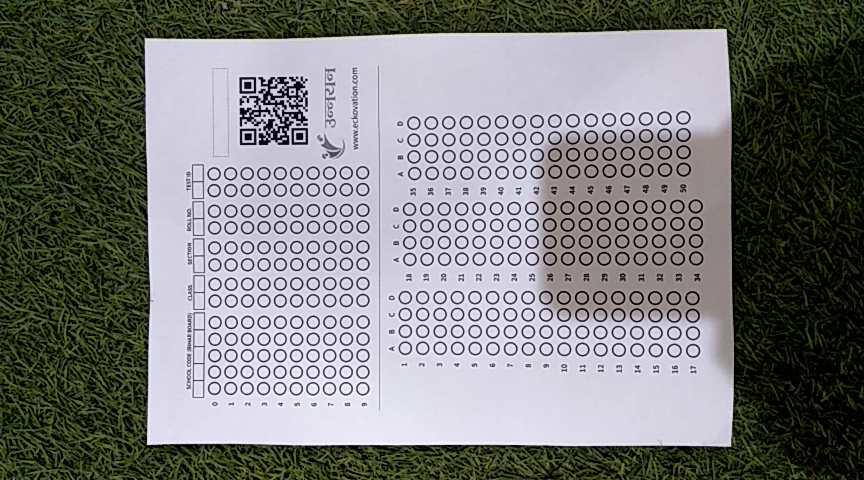 उन्नयन
www.eckovation.com
SCHOOL CODE (BIHAR BOARD) CLASS SECTION ROLL NO. TEST ID
0
1
2
3
4
5
6
7
8
9
A B C D A B C D A B C D
1 18 35
2 19 36
3 20 37
4 21 38
5 22 39
6 23 40
7 24 41
8 25 42
9 26 43
10 27 44
11 28 45
12 29 46
13 30 47
14 31 48
15 32 49
16 33 50
17 34